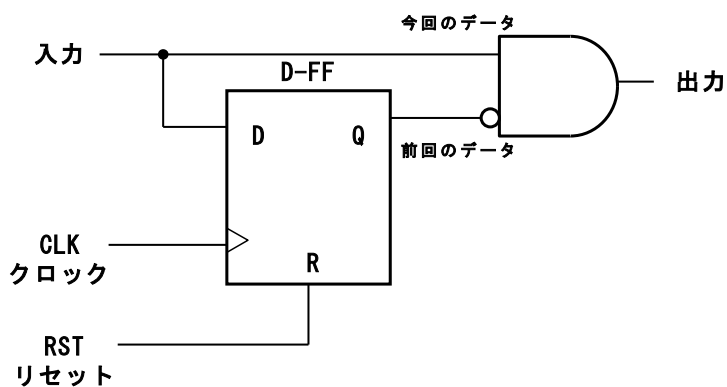 今回のデータ
入力
D-FF
出力
D
Q
前回のデータ
CLK
クロック
R
RST
リセット